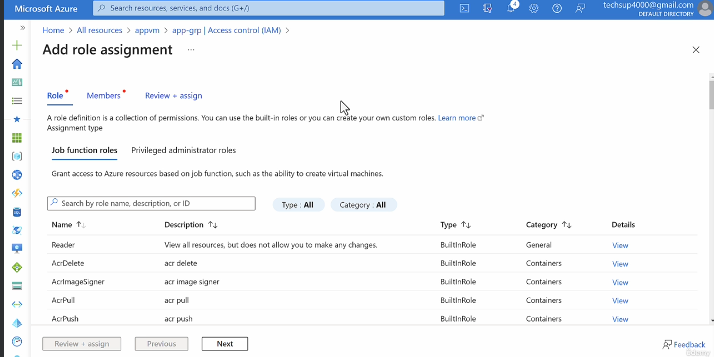 Microsoft Azure
Search resources, services, and docs (G+/)
4
techsup4000@gmail.com
DEFAULT DIRECTORY
Home > All resources > appvm > app-grp | Access control (IAM) >
Add role assignment ...
Role Members Review + assign
A role definition is a collection of permissions. You can use the built-in roles or you can create your own custom roles. Learn more
Assignment type
Job function roles Privileged administrator roles
Grant access to Azure resources based on job function, such as the ability to create virtual machines.
Search by role name, description, or ID Type : All Category : All
Name Description Type Category Details
Reader View all resources, but does not allow you to make any changes. BuiltInRole General View
AcrDelete acr delete BuiltInRole Containers View
AcrImageSigner acr image signer BuiltInRole Containers View
AcrPull acr pull BuiltInRole Containers View
AcrPush acr push BuiltInRole Containers View
Review + assign Previous Next Feedback
Udemy